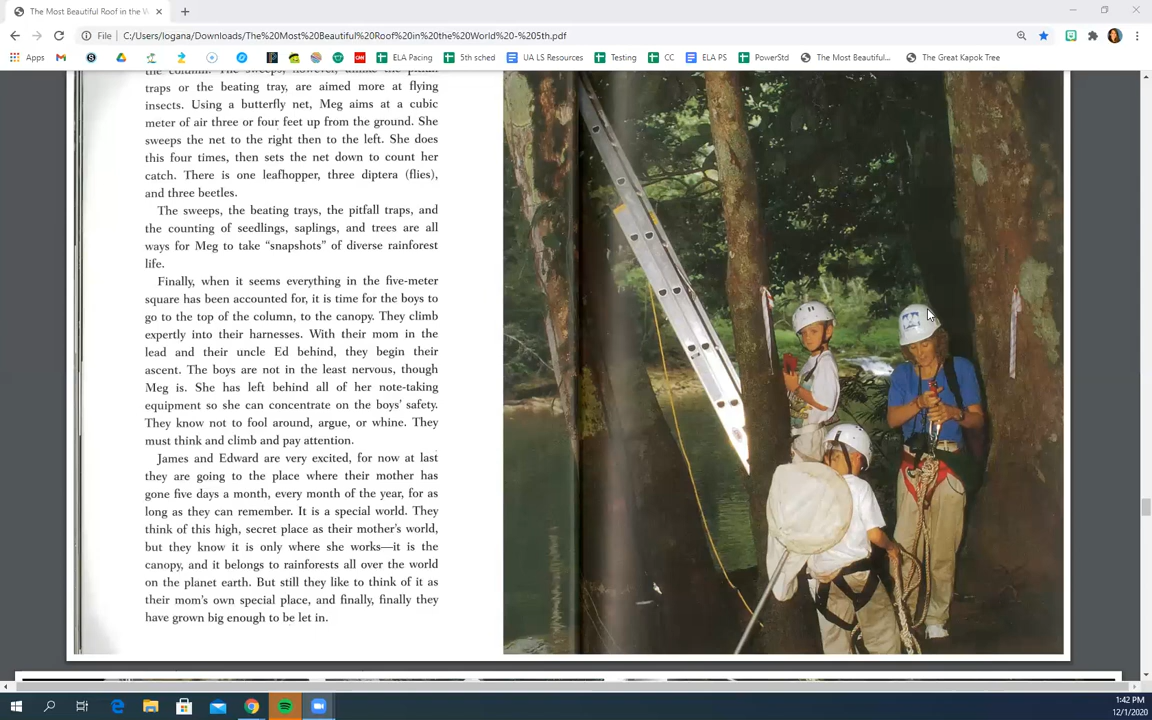 The Most Beautiful Roof in the Wo
File
C:/Users/logana/Downloads/The%20Most%20Beautiful%20Roof%20in%20the%20World%20-%205th.pdf
Apps
ELA Pacing
5th sched
UA LS Resources
Testing
CC
ELA PS
PowerStd
The Most Beautiful...
The Great Kapok Tree
the column. The sweeps, however, unlike the pitfall
traps or the beating tray, are aimed more at flying
insects. Using a butterfly net, Meg aims at a cubic
meter of air three or four feet up from the ground. She
sweeps the net to the right then to the left. She does
this four times, then sets the net down to count her
catch. There is one leafhopper, three diptera (flies),
and three beetles.
The sweeps, the beating trays, the pitfall traps, and
the counting of seedlings, saplings, and trees are all
ways for Meg to take “snapshots” of diverse rainforest
life.
Finally, when it seems everything in the five-meter
square has been accounted for, it is time for the boys to
go to the top of the column, to the canopy. They climb
expertly into their harnesses. With their mom in the
lead and their uncle Ed behind, they begin their
ascent. The boys are not in the least nervous, though
Meg is. She has left behind all of her note-taking
equipment so she can concentrate on the boys’ safety.
They know not to fool around, argue, or whine. They
must think and climb and pay attention.
James and Edward are very excited, for now at last
they are going to the place where their mother has
gone five days a month, every month of the year, for as
long as they can remember. It is a special world. They
think of this high, secret place as their mother’s world,
but they know it is only where she works—it is the
canopy, and it belongs to rainforests all over the world
on the planet earth. But still they like to think of it as
their mom’s own special place, and finally, finally they
have grown big enough to be let in.
1:42 PM
12/1/2020